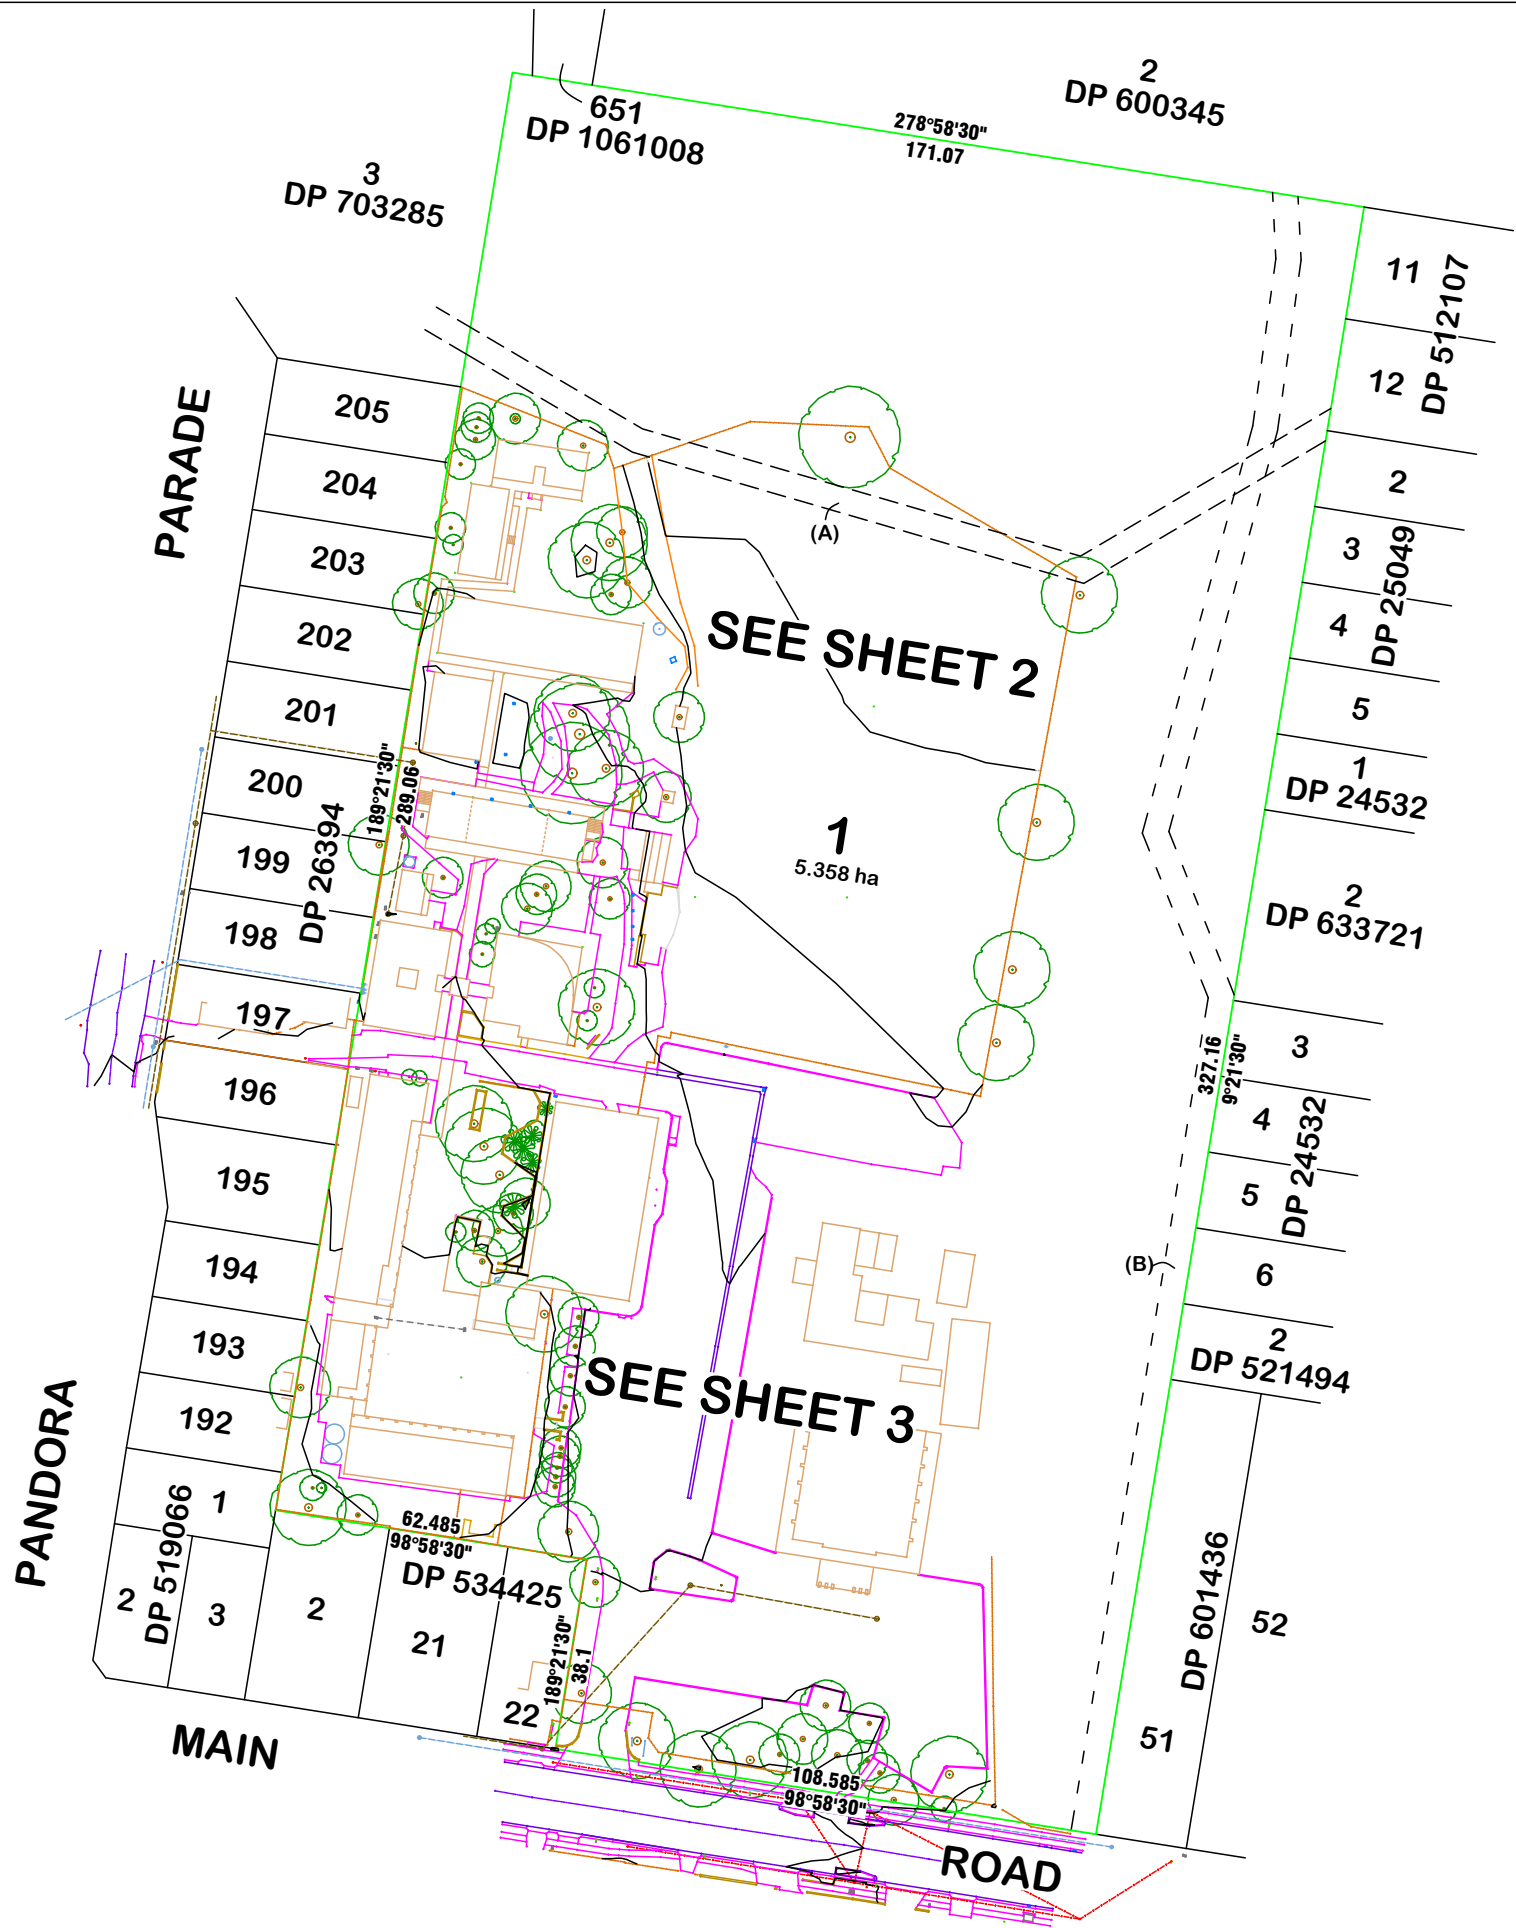 2
DP 600345
651
DP 1061008
278°58'30"
171.07
3
DP 703285
11
DP 512107
12
PARADE
205
204
203
202
201
200
199
198
197
DP 26394
189°21'30"
289.06
(A)
SEE SHEET 2
2
3
4
DP 25049
5
1
DP 24532
2
DP 633721
1
5.358 ha
327.16
9°21'30"
3
4
5
DP 24532
6
(B)
2
DP 521494
196
195
194
193
192
SEE SHEET 3
PANDORA
1
DP 519066
2
3
62.485
98°58'30"
DP 534425
2
21
22
189°21'30"
38.1
DP 601436
52
51
MAIN
108.585
98°58'30"
ROAD